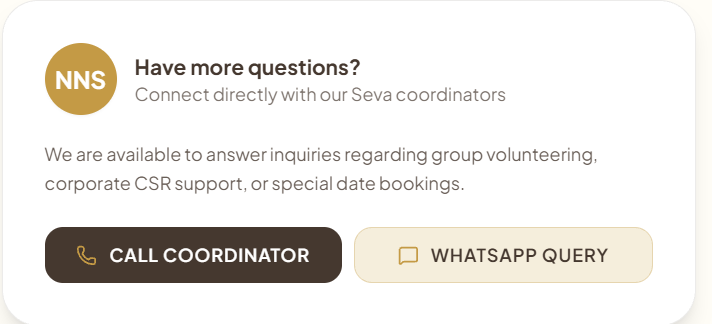 NNS
Have more questions?
Connect directly with our Seva coordinators
We are available to answer inquiries regarding group volunteering,
corporate CSR support, or special date bookings.
CALL COORDINATOR
WHATSAPP QUERY